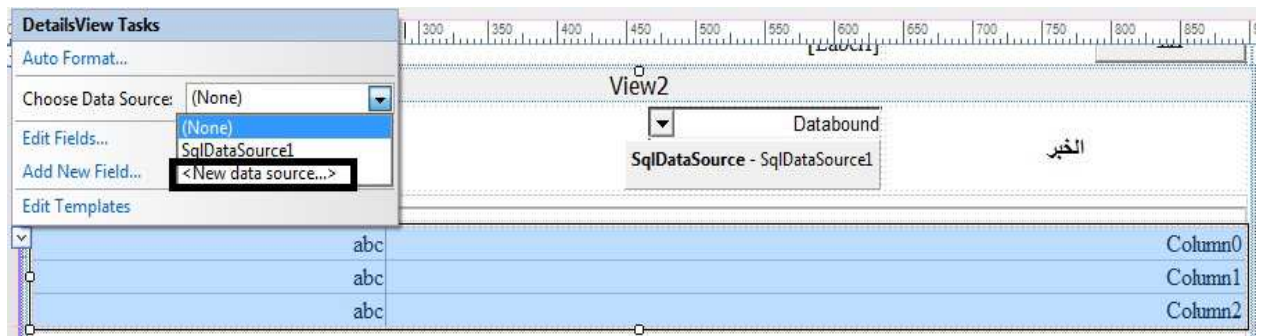 DetailsView Tasks
Auto Format...
Choose Data Source: (None)
(None)
SqlDataSource1
<New data source...>
Edit Fields...
Add New Field...
Edit Templates
300 350 400 450 500 550 600 650 700 750 800 850
[Label1]
View2
Databound
SqlDataSource - SqlDataSource1
الخبر
abc Column0
abc Column1
abc Column2